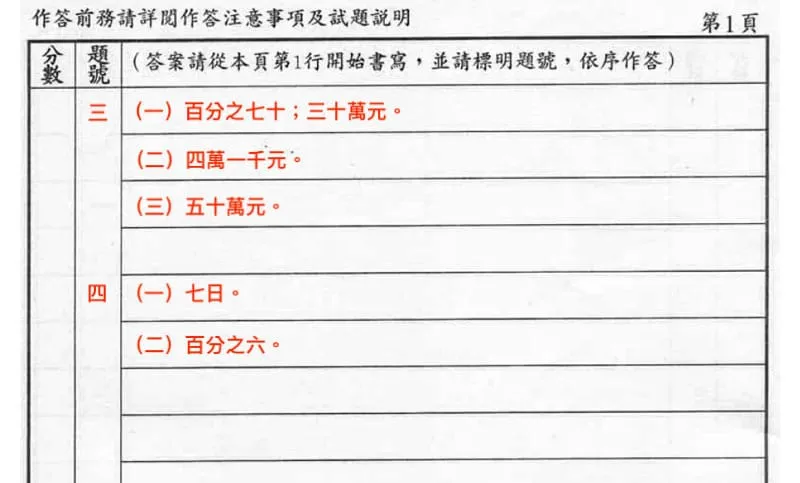 作答前務請詳閱作答注意事項及試題說明
第1頁
分數 題號 (答案請從本頁第1行開始書寫，並請標明題號，依序作答)
三 (一) 百分之七十；三十萬元。
(二) 四萬一千元。
(三) 五十萬元。
四 (一) 七日。
(二) 百分之六。